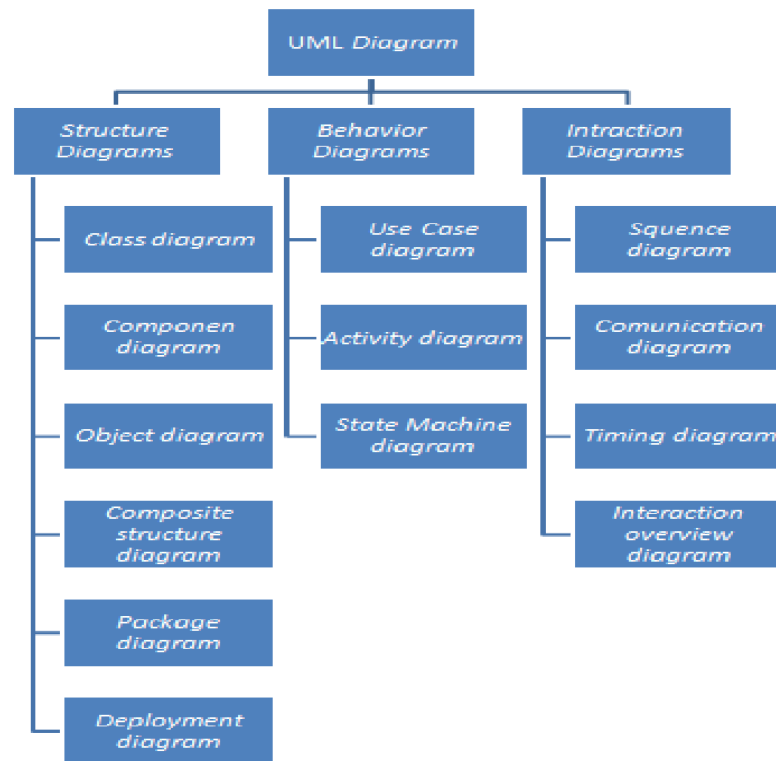 UML Diagram
Structure
Diagrams
Behavior
Diagrams
Intraction
Diagrams
Class diagram
Componen
diagram
Object diagram
Composite
structure
diagram
Package
diagram
Deployment
diagram
Use Case
diagram
Activity diagram
State Machine
diagram
Squence
diagram
Comunication
diagram
Timing diagram
Interaction
overview
diagram